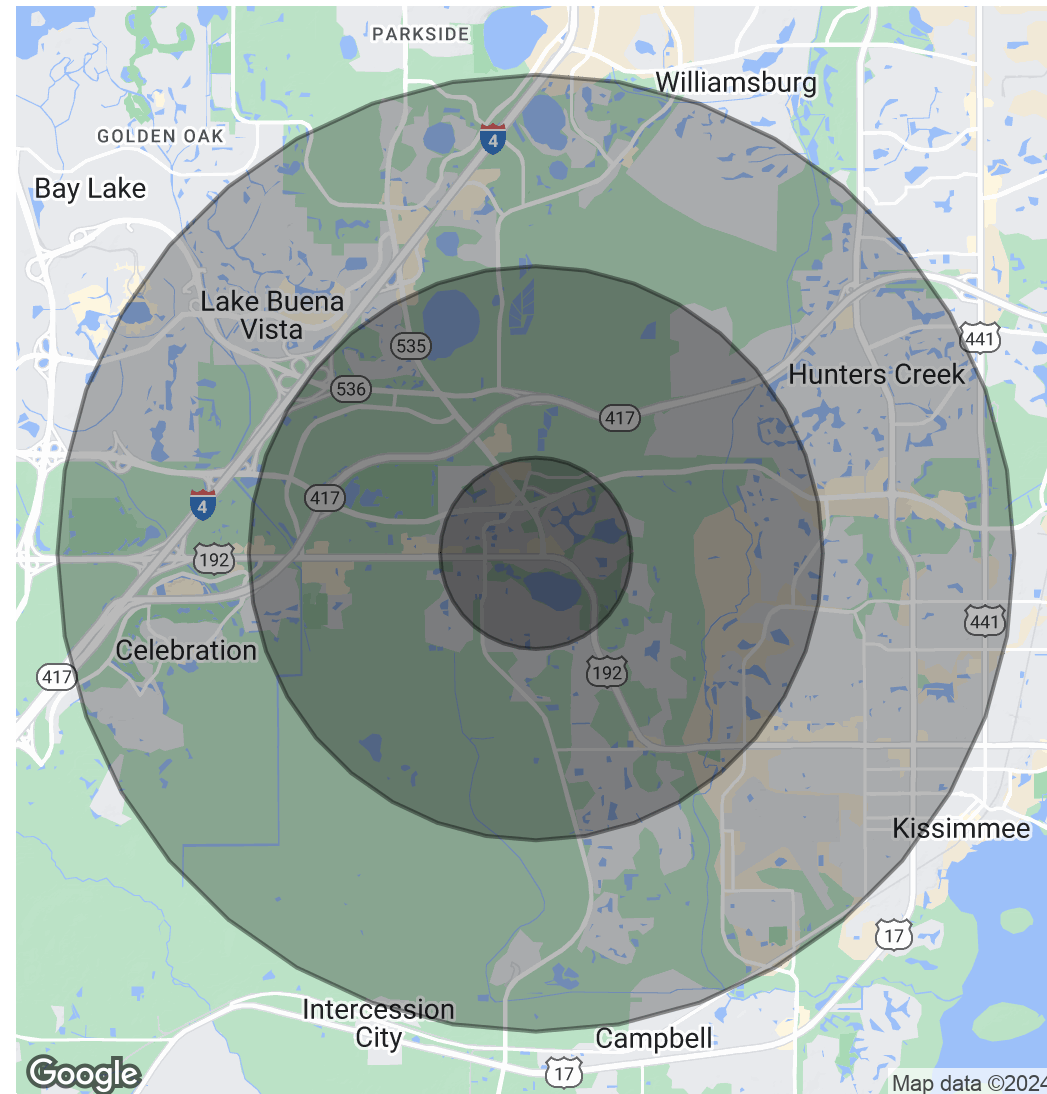 PARKSIDE
Williamsburg
4
GOLDEN OAK
Bay Lake
Lake Buena
Vista
535
441
536
Hunters Creek
417
417
4
192
441
Celebration
192
417
Kissimmee
17
Intercession
City
Campbell
17
Google
Map data ©2024